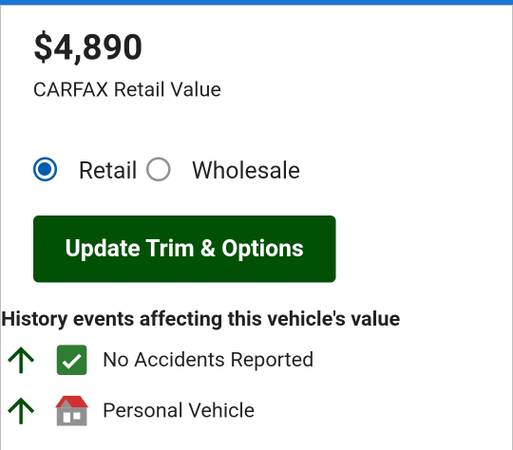 $4,890
CARFAX Retail Value
Retail Wholesale
Update Trim & Options
History events affecting this vehicle's value
No Accidents Reported
Personal Vehicle